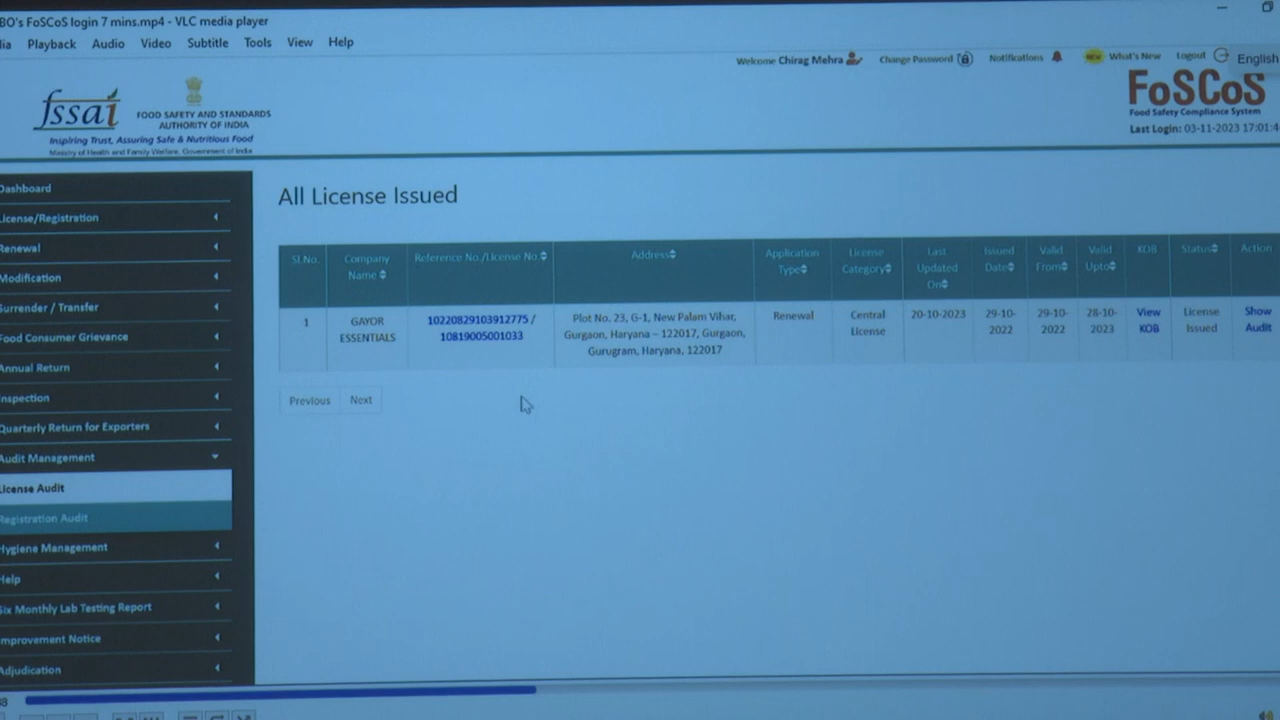 BO's FoSCoS login 7 mins.mp4 - VLC media player
dia Playback Audio Video Subtitle Tools View Help
Welcome Chirag Mehra Change Password Notifications NEW What's New Logout English
fssai
FOOD SAFETY AND STANDARDS
AUTHORITY OF INDIA
Inspiring Trust, Assuring Safe & Nutritious Food
Ministry of Health and Family Welfare, Government of India
FoSCoS
Food Safety Compliance System
Last Login: 03-11-2023 17:01:4
Dashboard
License/Registration
Renewal
Modification
Surrender / Transfer
Food Consumer Grievance
Annual Return
Inspection
Quarterly Return for Exporters
Audit Management
License Audit
Registration Audit
Hygiene Management
Help
Six Monthly Lab Testing Report
Improvement Notice
Adjudication
All License Issued
Sl.No. Company Name Reference No./License No. Address Application Type License Category Last Updated On Issued Date Valid From Valid Upto KOB Status Action
1 GAYOR ESSENTIALS 10220829103912775 / 10819005001033 Plot No. 23, G-1, New Palam Vihar, Gurgaon, Haryana – 122017, Gurgaon, Gurugram, Haryana, 122017 Renewal Central License 20-10-2023 29-10-2022 29-10-2022 28-10-2023 View KOB License Issued Show Audit
Previous Next